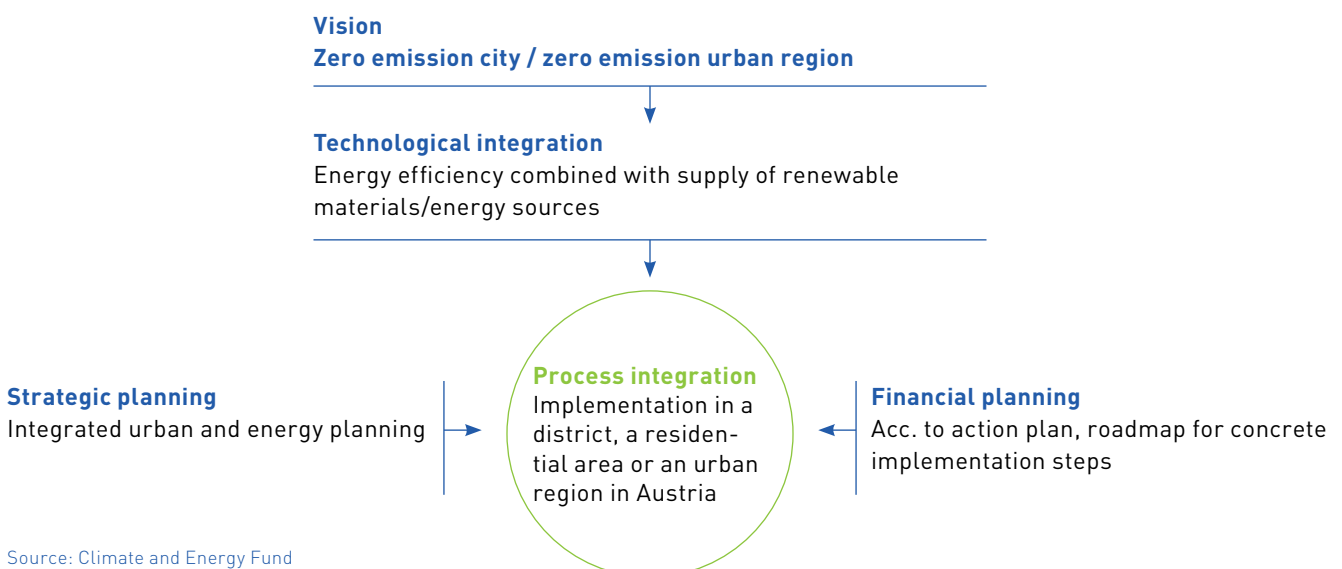 Vision
Zero emission city / zero emission urban region
Technological integration
Energy efficiency combined with supply of renewable
materials/energy sources
Strategic planning
Integrated urban and energy planning
Process integration
Implementation in a
district, a residen-
tial area or an urban
region in Austria
Financial planning
Acc. to action plan, roadmap for concrete
implementation steps
Source: Climate and Energy Fund